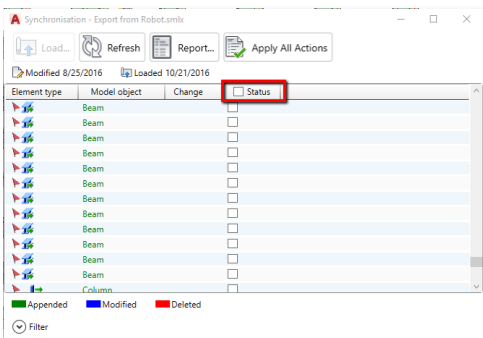 Synchronisation - Export from Robot.smlx
Load... Refresh Report... Apply All Actions
Modified 8/25/2016 Loaded 10/21/2016
Element type Model object Change Status
Beam
Beam
Beam
Beam
Beam
Beam
Beam
Beam
Beam
Beam
Beam
Beam
Column
Appended Modified Deleted
Filter